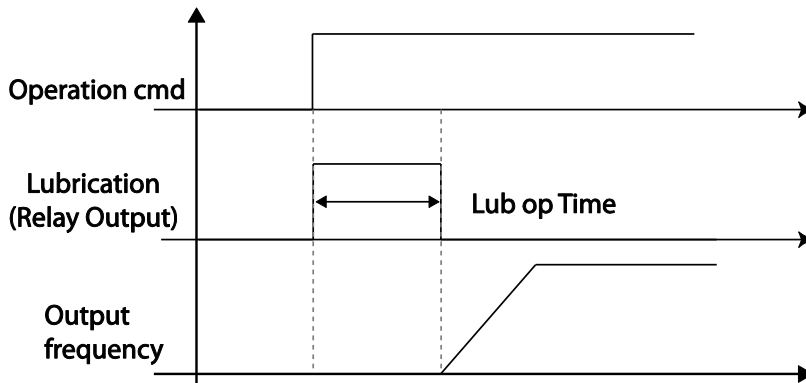 Operation cmd
Lubrication
(Relay Output)
Lub op Time
Output
frequency